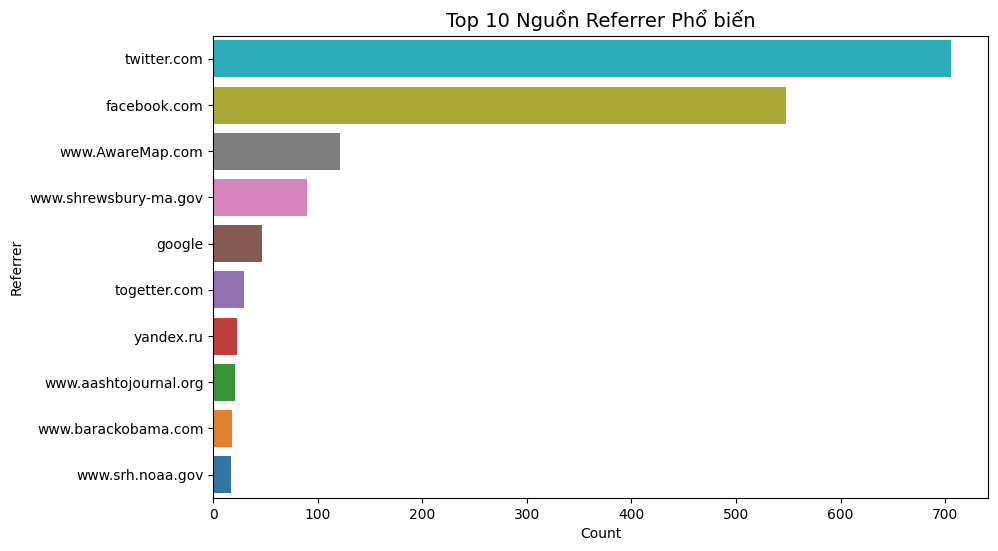 Top 10 Nguồn Referrer Phổ biến
Referrer
twitter.com
facebook.com
www.AwareMap.com
www.shrewsbury-ma.gov
google
togetter.com
yandex.ru
www.aashtojournal.org
www.barackobama.com
www.srh.noaa.gov
0 100 200 300 400 500 600 700
Count